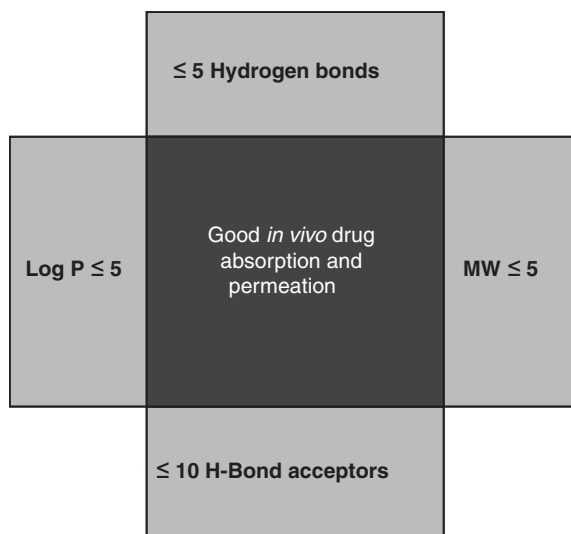 ≤ 5 Hydrogen bonds
Log P ≤ 5
Good in vivo drug
absorption and
permeation
MW ≤ 5
≤ 10 H-Bond acceptors